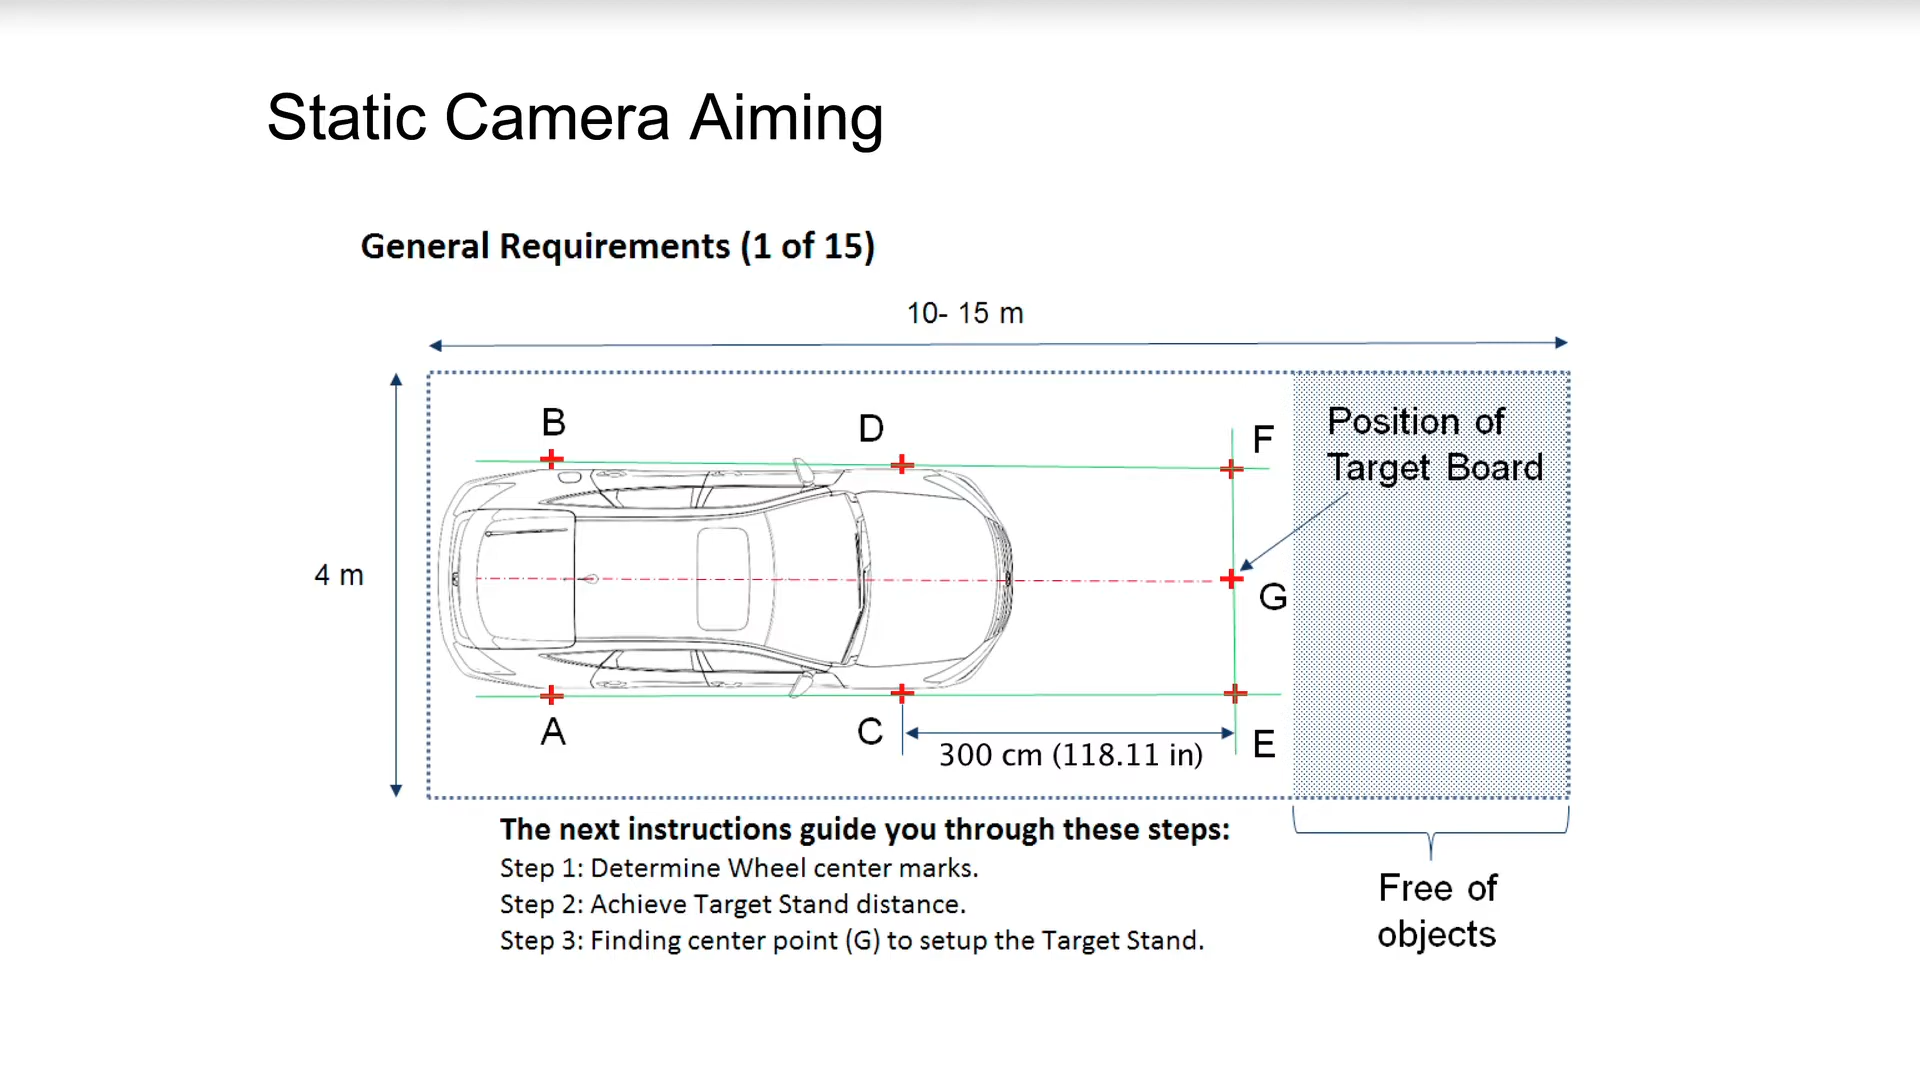 Static Camera Aiming
General Requirements (1 of 15)
10- 15 m
B
D
F
Position of
Target Board
4 m
G
A
C
E
300 cm (118.11 in)
The next instructions guide you through these steps:
Step 1: Determine Wheel center marks.
Step 2: Achieve Target Stand distance.
Step 3: Finding center point (G) to setup the Target Stand.
Free of
objects